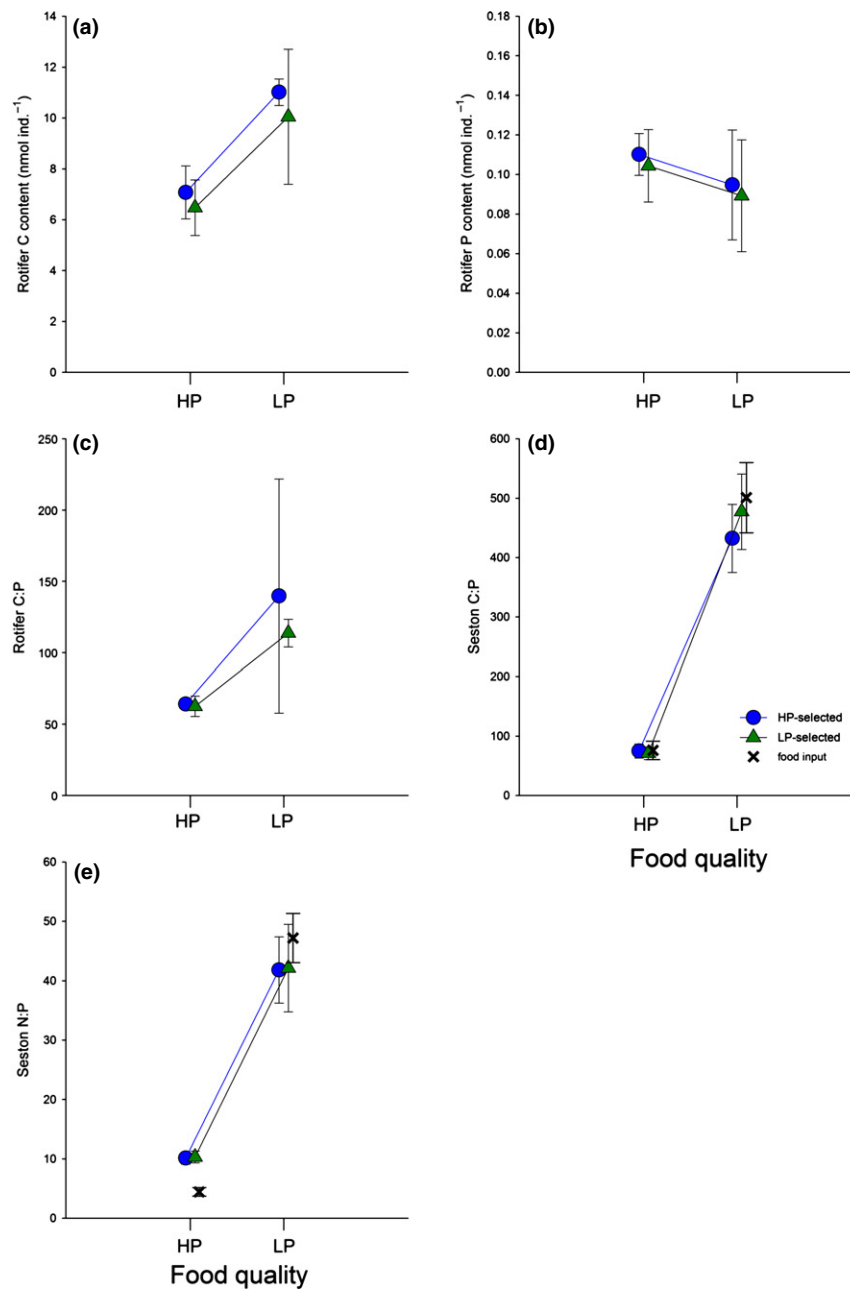 (a)
Rotifer C content (nmol ind.⁻¹)
14
12
10
8
6
4
2
0
HP LP
(b)
Rotifer P content (nmol ind.⁻¹)
0.18
0.16
0.14
0.12
0.10
0.08
0.06
0.04
0.02
0.00
HP LP
(c)
Rotifer C:P
250
200
150
100
50
0
HP LP
(d)
Seston C:P
600
500
400
300
200
100
0
HP-selected
LP-selected
food input
HP LP
Food quality
(e)
Seston N:P
60
50
40
30
20
10
0
HP LP
Food quality